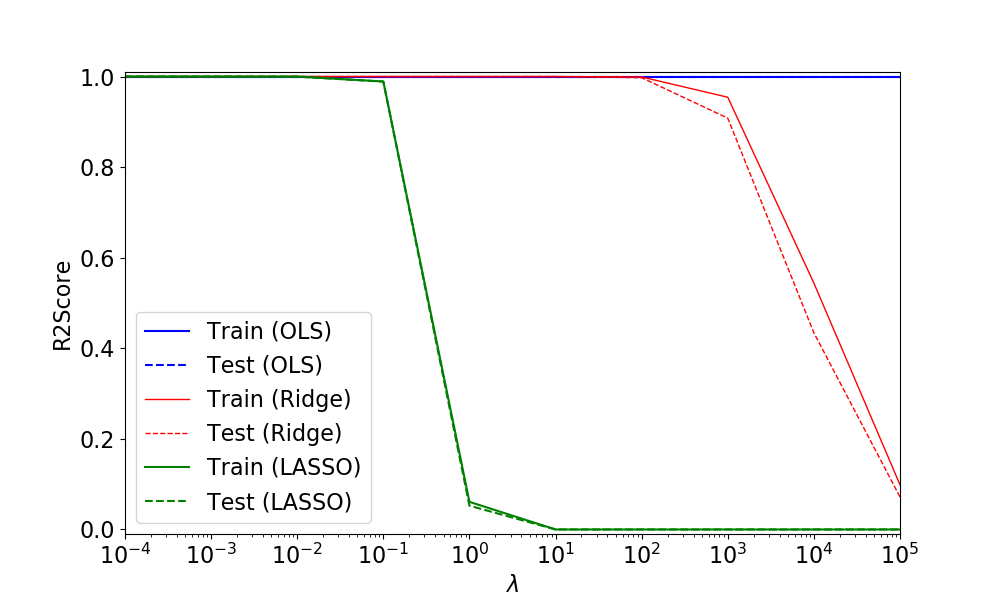 1.0
0.8
0.6
0.4
0.2
0.0
R2Score
Train (OLS)
Test (OLS)
Train (Ridge)
Test (Ridge)
Train (LASSO)
Test (LASSO)
10⁻⁴ 10⁻³ 10⁻² 10⁻¹ 10⁰ 10¹ 10² 10³ 10⁴ 10⁵
λ